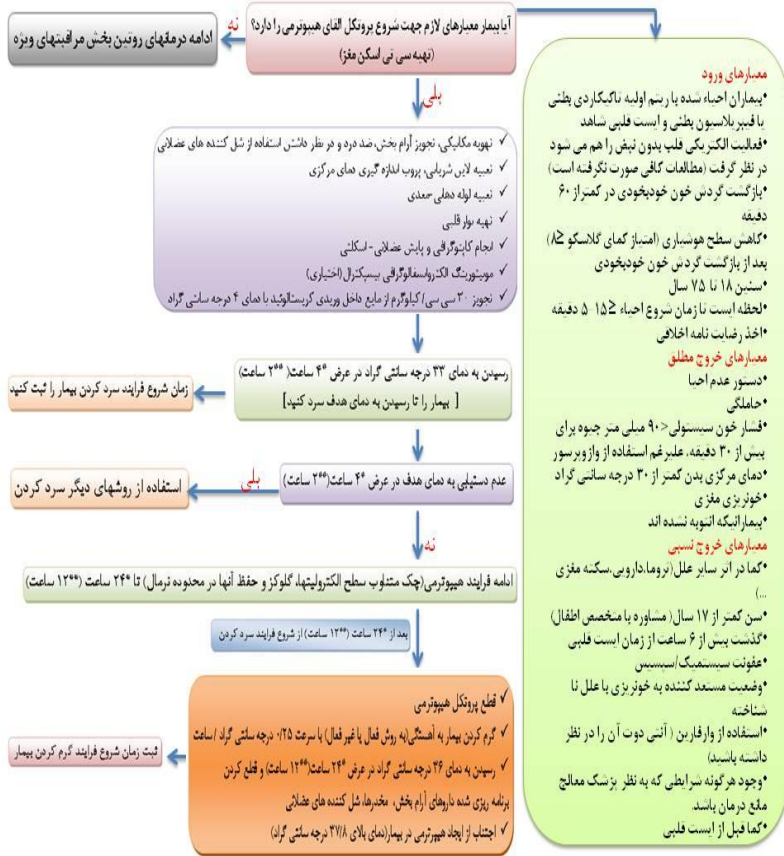 آیا بیمار معیارهای لازم جهت شروع پروتکل القای هیپوترمی را دارد؟
(تهیه سی تی اسکن مغز)
نه
ادامه درمانهای روتین بخش مراقبتهای ویژه
بلی
✓ تهویه مکانیکی، تجویز آرام بخش، ضد درد و در نظر داشتن استفاده از شل کننده های عضلانی
✓ تعبیه لاین شریانی، پروب اندازه گیری دمای مرکزی
✓ تعبیه لوله دهانی-معدی
✓ تهیه نوار قلبی
✓ انجام کاپنوگرافی و پایش عضلانی- اسکلتی
✓ مونیتورینگ الکتروانسفالوگرافی بیسپکترال (اختیاری)
✓ تجویز ۳۰ سی سی/ کیلوگرم از مایع داخل وریدی کریستالوئید با دمای ۴ درجه سانتی گراد
رسیدن به دمای ۳۳ درجه سانتی گراد در عرض ۴* ساعت( **۲ ساعت)
[ بیمار را تا رسیدن به دمای هدف سرد کنید]
زمان شروع فرایند سرد کردن بیمار را ثبت کنید
عدم دستیابی به دمای هدف در عرض ۴* ساعت(**۲ ساعت)
بلی
استفاده از روشهای دیگر سرد کردن
نه
ادامه فرایند هیپوترمی(چک متناوب سطح الکترولیتها، گلوکز و حفظ آنها در محدوده نرمال) تا *۲۴ ساعت (**۱۲ ساعت)
بعد از *۲۴ ساعت (**۱۲ ساعت) از شروع فرایند سرد کردن
✓ قطع پروتکل هیپوترمی
✓ گرم کردن بیمار به آهستگی(به روش فعال یا غیر فعال) با سرعت ۰/۲۵ درجه سانتی گراد /ساعت
✓ رسیدن به دمای ۳۶ درجه سانتی گراد در عرض *۲۴ ساعت(**۱۲ ساعت) و قطع کردن
برنامه ریزی شده داروهای آرام بخش، مخدرها، شل کننده های عضلانی
✓ اجتناب از ایجاد هیپرترمی در بیمار(دمای بالای ۳۷/۸ درجه سانتی گراد)
ثبت زمان شروع فرایند گرم کردن بیمار
معیارهای ورود
•بیماران احیاء شده با ریتم اولیه تاکیکاردی بطنی
یا فیبریلاسیون بطنی و ایست قلبی شاهد
•فعالیت الکتریکی قلب بدون نبض را هم می شود
در نظر گرفت (مطالعات کافی صورت نگرفته است)
•بازگشت گردش خون خودبخودی در کمتر از ۶۰
دقیقه
•کاهش سطح هوشیاری (امتیاز کمای گلاسکو ≤۸)
بعد از بازگشت گردش خون خودبخودی
•سنین ۱۸ تا ۷۵ سال
•لحظه ایست تا زمان شروع احیاء ≤۱۵-۵ دقیقه
•اخذ رضایت نامه اخلاقی
معیارهای خروج مطلق
•دستور عدم احیا
•حاملگی
•فشار خون سیستولی<۹۰ میلی متر جیوه برای
بیش از ۳۰ دقیقه، علیرغم استفاده از وازوپرسور
•دمای مرکزی بدن کمتر از ۳۰ درجه سانتی گراد
•خونریزی مغزی
•بیمارانیکه انتوبه نشده اند
معیارهای خروج نسبی
•کما در اثر سایر علل(تروما،دارویی،سکته مغزی
...)
•سن کمتر از ۱۷ سال( مشاوره با متخصص اطفال)
•گذشت بیش از ۶ ساعت از زمان ایست قلبی
•عفونت سیستمیک/سپسیس
•وضعیت مستعد کننده به خونریزی با علل نا
شناخته
•استفاده از وارفارین ( آنتی دوت آن را در نظر
داشته باشید)
•وجود هرگونه شرایطی که به نظر پزشک معالج
مانع درمان باشد.
•کما قبل از ایست قلبی